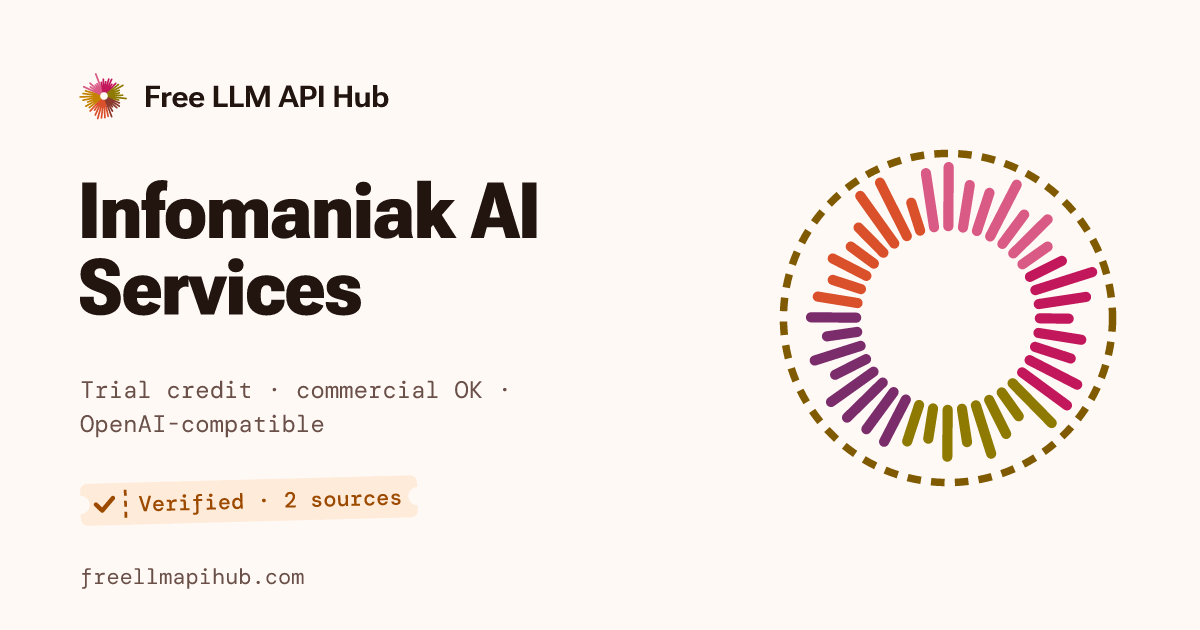 Free LLM API Hub
Infomaniak AI
Services
Trial credit · commercial OK ·
OpenAI-compatible
Verified · 2 sources
freellmapihub.com